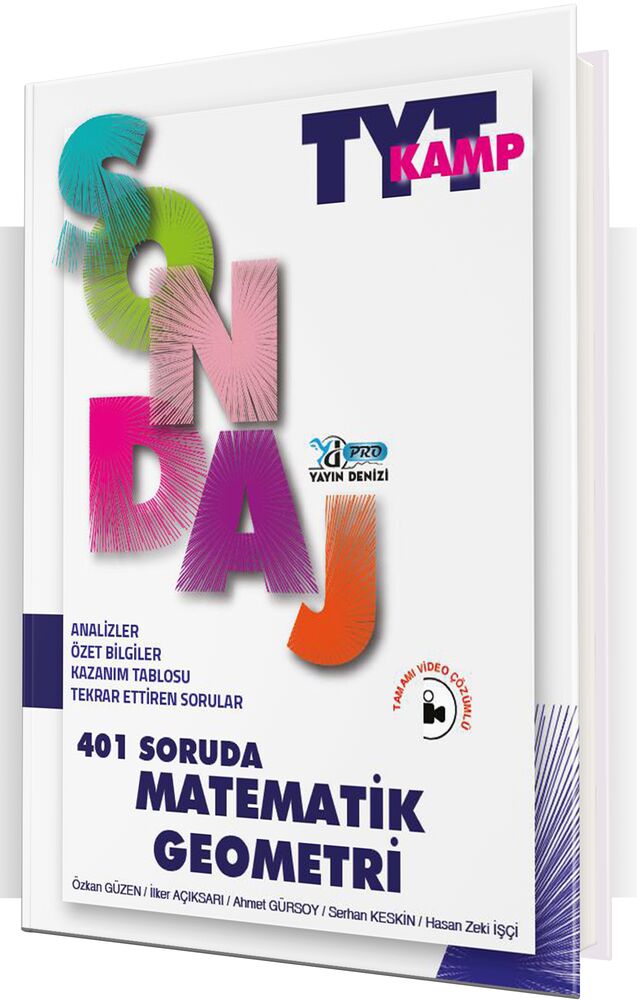 TYT
KAMP
SONDAJ
yd PRO
YAYIN DENİZİ
ANALİZLER
ÖZET BİLGİLER
KAZANIM TABLOSU
TEKRAR ETTİREN SORULAR
TAMAMI VİDEO ÇÖZÜMLÜ
401 SORUDA
MATEMATİK
GEOMETRİ
Özkan GÜZEN / İlker AÇIKSARI / Ahmet GÜRSOY / Serhan KESKİN / Hasan Zeki İŞÇİ